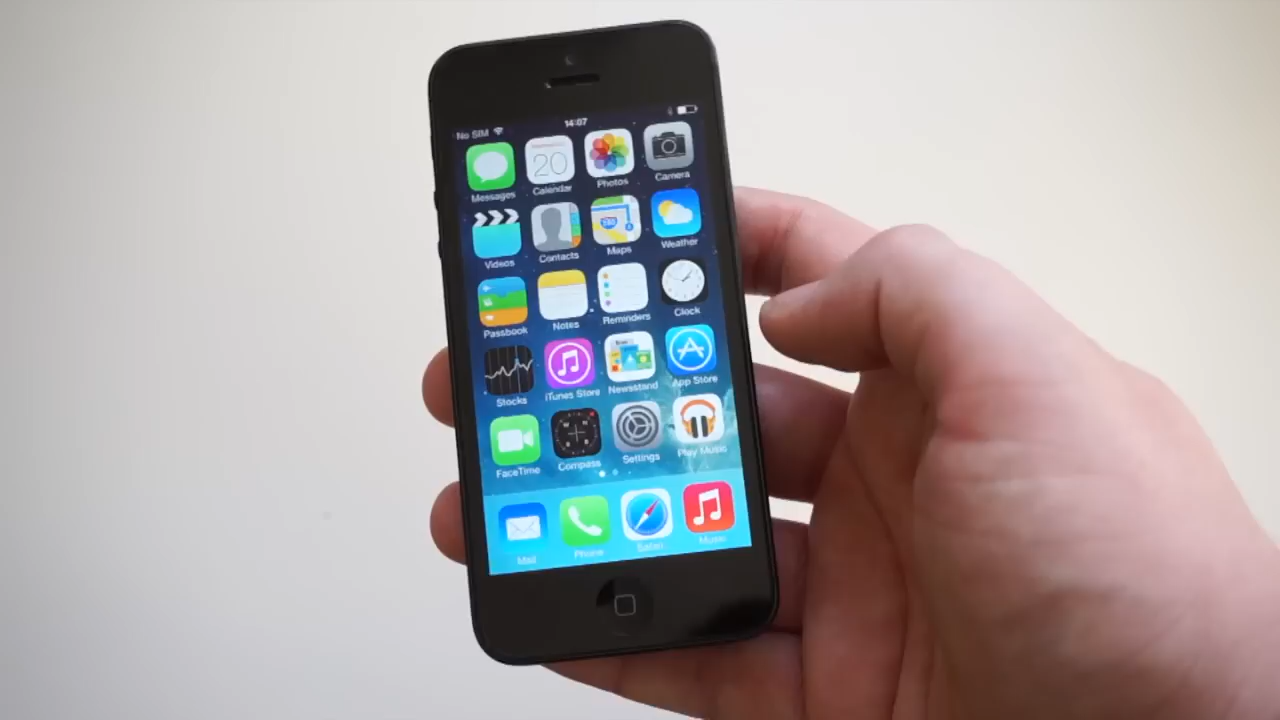 No SIM 14:07
20
Messages Calendar Photos Camera
Videos Contacts Maps Weather
Passbook Notes Reminders Clock
Stocks iTunes Store Newsstand App Store
FaceTime Compass Settings Play Music
Mail Phone Safari Music